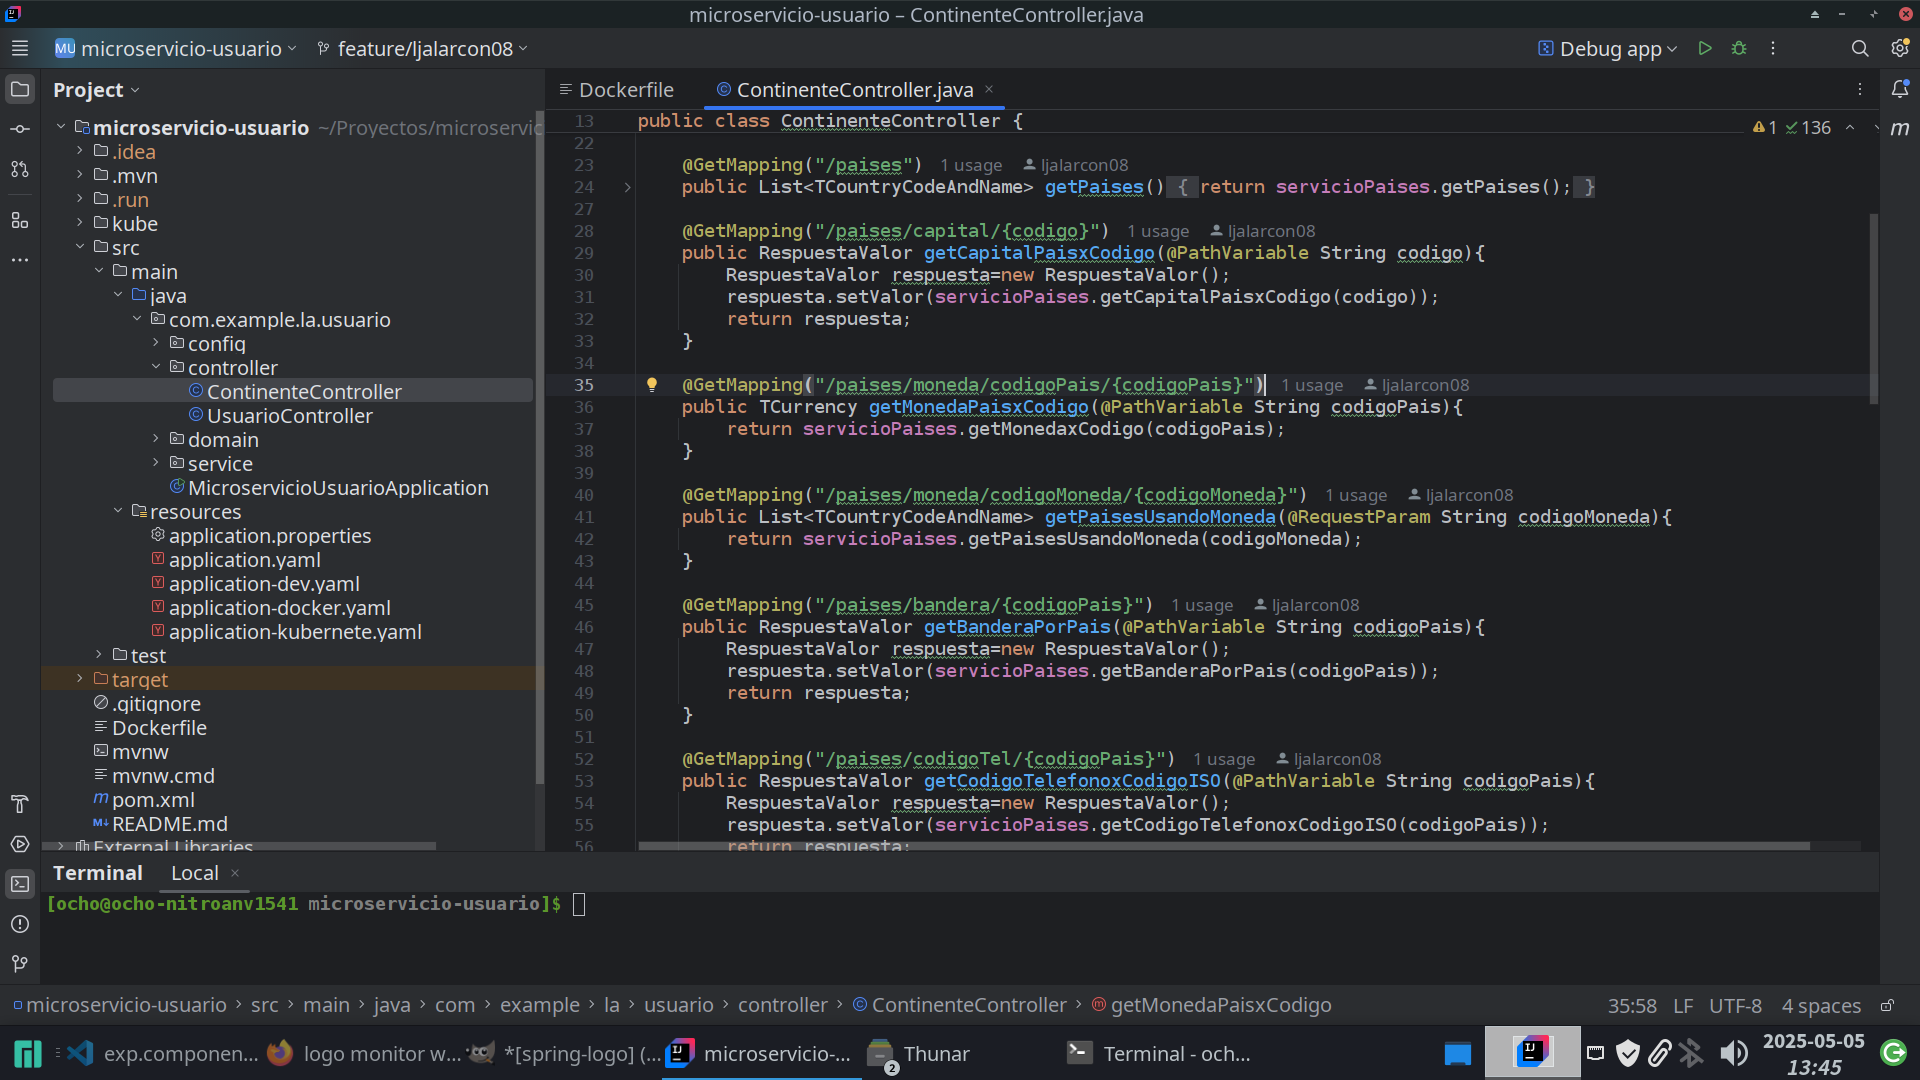 microservicio-usuario – ContinenteController.java
MU microservicio-usuario feature/ljalarcon08 Debug app
Project
microservicio-usuario ~/Proyectos/microservic
.idea
.mvn
.run
kube
src
main
java
com.example.la.usuario
config
controller
ContinenteController
UsuarioController
domain
service
MicroservicioUsuarioApplication
resources
application.properties
application.yaml
application-dev.yaml
application-docker.yaml
application-kubernete.yaml
test
target
.gitignore
Dockerfile
mvnw
mvnw.cmd
pom.xml
README.md
External Libraries
Dockerfile ContinenteController.java
1 136
13 public class ContinenteController {
22
23 @GetMapping("/paises") 1 usage ljalarcon08
24 public List<TCountryCodeAndName> getPaises() { return servicioPaises.getPaises(); }
27
28 @GetMapping("/paises/capital/{codigo}") 1 usage ljalarcon08
29 public RespuestaValor getCapitalPaisxCodigo(@PathVariable String codigo){
30 RespuestaValor respuesta=new RespuestaValor();
31 respuesta.setValor(servicioPaises.getCapitalPaisxCodigo(codigo));
32 return respuesta;
33 }
34
35 @GetMapping("/paises/moneda/codigoPais/{codigoPais}") 1 usage ljalarcon08
36 public TCurrency getMonedaPaisxCodigo(@PathVariable String codigoPais){
37 return servicioPaises.getMonedaxCodigo(codigoPais);
38 }
39
40 @GetMapping("/paises/moneda/codigoMoneda/{codigoMoneda}") 1 usage ljalarcon08
41 public List<TCountryCodeAndName> getPaisesUsandoMoneda(@RequestParam String codigoMoneda){
42 return servicioPaises.getPaisesUsandoMoneda(codigoMoneda);
43 }
44
45 @GetMapping("/paises/bandera/{codigoPais}") 1 usage ljalarcon08
46 public RespuestaValor getBanderaPorPais(@PathVariable String codigoPais){
47 RespuestaValor respuesta=new RespuestaValor();
48 respuesta.setValor(servicioPaises.getBanderaPorPais(codigoPais));
49 return respuesta;
50 }
51
52 @GetMapping("/paises/codigoTel/{codigoPais}") 1 usage ljalarcon08
53 public RespuestaValor getCodigoTelefonoxCodigoISO(@PathVariable String codigoPais){
54 RespuestaValor respuesta=new RespuestaValor();
55 respuesta.setValor(servicioPaises.getCodigoTelefonoxCodigoISO(codigoPais));
56 return respuesta;
Terminal Local
[ocho@ocho-nitroanv1541 microservicio-usuario]$
microservicio-usuario › src › main › java › com › example › la › usuario › controller › ContinenteController › getMonedaPaisxCodigo 35:58 LF UTF-8 4 spaces
exp.componen... logo monitor w... *[spring-logo] (... microservicio-... 2 Thunar Terminal - och... 2025-05-05
13:45